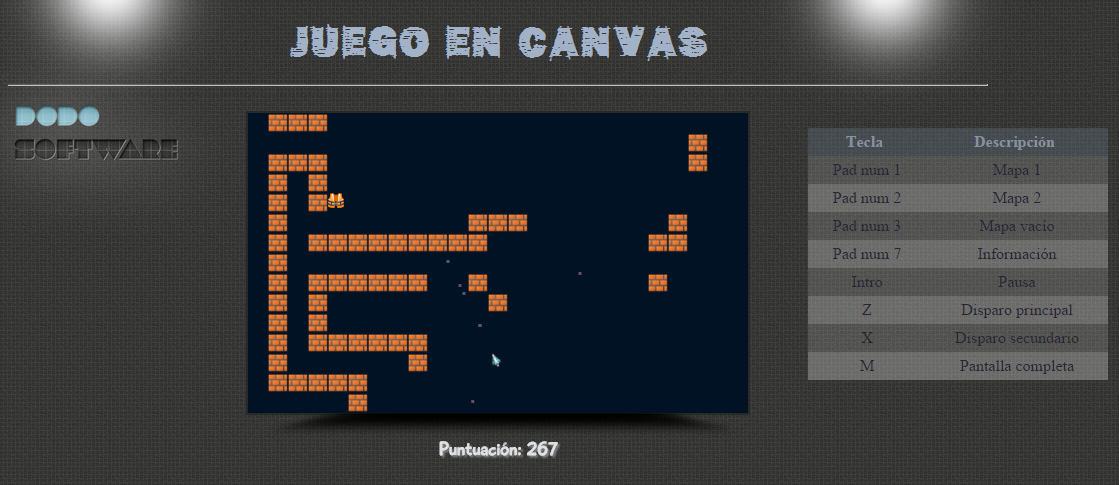 JUEGO EN CANVAS
DODO
SOFTWARE
Tecla Descripción
Pad num 1 Mapa 1
Pad num 2 Mapa 2
Pad num 3 Mapa vacio
Pad num 7 Información
Intro Pausa
Z Disparo principal
X Disparo secundario
M Pantalla completa
Puntuación: 267